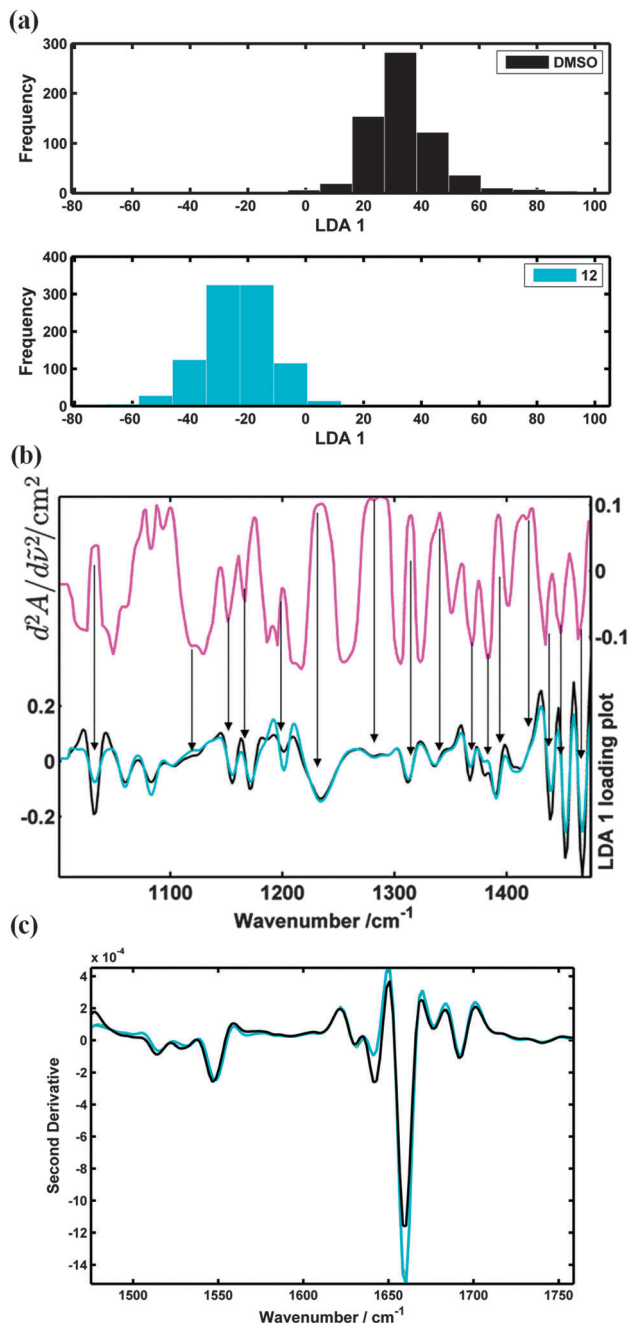 (a)
300
200
100
0
Frequency
DMSO
-80 -60 -40 -20 0 20 40 60 80 100
LDA 1
400
300
200
100
0
Frequency
12
-80 -60 -40 -20 0 20 40 60 80 100
LDA 1
(b)
d²A/dν̃²/cm²
0.2
0
-0.2
0.1
0
-0.1
LDA 1 loading plot
1100 1200 1300 1400
Wavenumber /cm-1
(c)
x 10-4
4
2
0
-2
-4
-6
-8
-10
-12
-14
Second Derivative
1500 1550 1600 1650 1700 1750
Wavenumber / cm-1